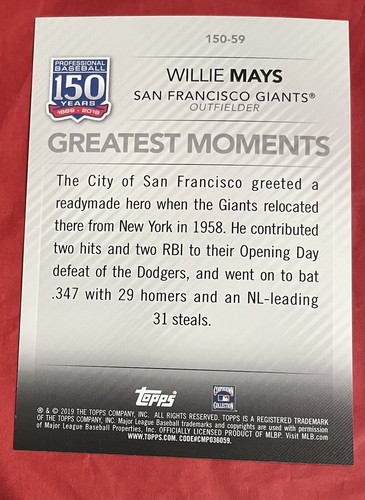 150-59
PROFESSIONAL
BASEBALL
150
YEARS
1869 - 2019
WILLIE MAYS
SAN FRANCISCO GIANTS®
OUTFIELDER
GREATEST MOMENTS
The City of San Francisco greeted a
readymade hero when the Giants relocated
there from New York in 1958. He contributed
two hits and two RBI to their Opening Day
defeat of the Dodgers, and went on to bat
.347 with 29 homers and an NL-leading
31 steals.
Topps
COOPERSTOWN
COLLECTION
® & © 2019 THE TOPPS COMPANY, INC. ALL RIGHTS RESERVED. TOPPS IS A REGISTERED TRADEMARK
OF THE TOPPS COMPANY, INC. Major League Baseball trademarks and copyrights are used with permission
of Major League Baseball Properties, Inc. OFFICIALLY LICENSED PRODUCT OF MLBP. Visit MLB.com
WWW.TOPPS.COM. CODE#CMP036059.